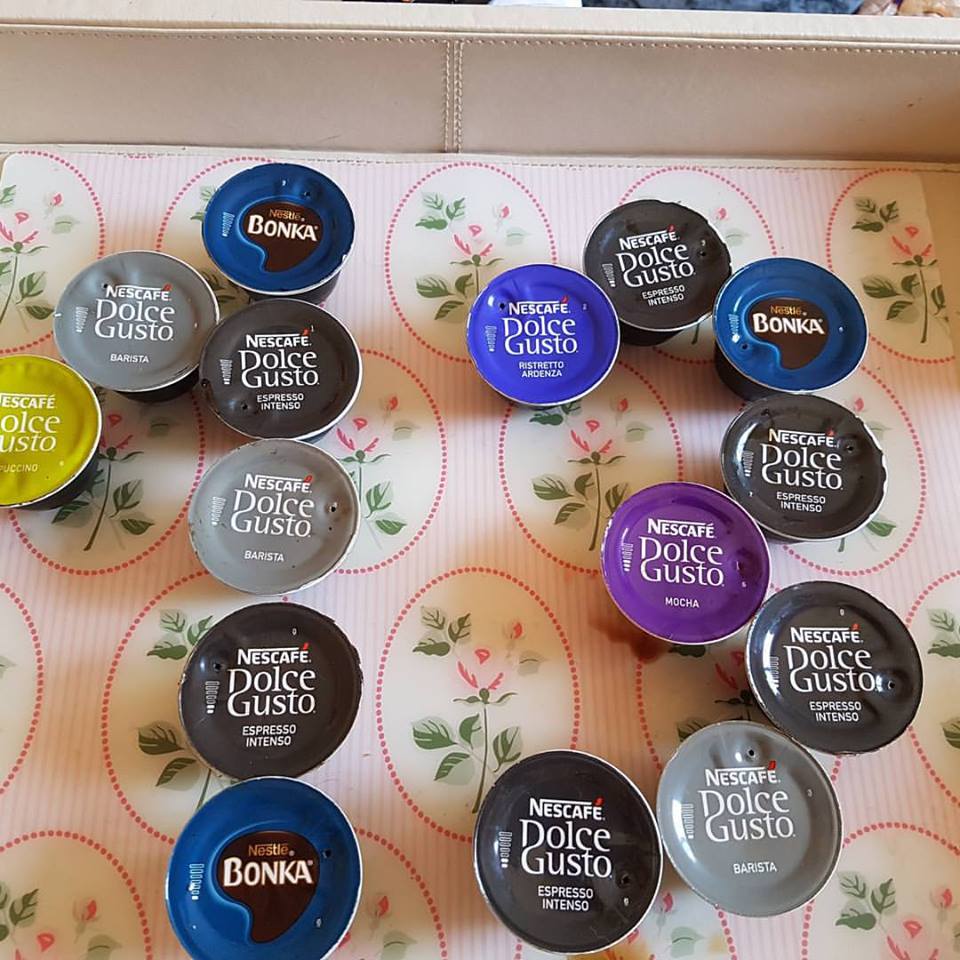 Nestlé
BONKA
NESCAFÉ
Dolce
Gusto
BARISTA
NESCAFÉ
Dolce
Gusto
ESPRESSO
INTENSO
ESCAFÉ
olce
usto
PUCCINO
NESCAFÉ
Dolce
Gusto
BARISTA
NESCAFÉ
Dolce
Gusto
ESPRESSO
INTENSO
Nestlé
BONKA
NESCAFÉ
Dolce
Gusto
ESPRESSO
INTENSO
NESCAFÉ
Dolce
Gusto
RISTRETTO
ARDENZA
Nestlé
BONKA
NESCAFÉ
Dolce
Gusto
ESPRESSO
INTENSO
NESCAFÉ
Dolce
Gusto
MOCHA
NESCAFÉ
Dolce
Gusto
ESPRESSO
INTENSO
NESCAFÉ
Dolce
Gusto
BARISTA
NESCAFÉ
Dolce
Gusto
ESPRESSO
INTENSO